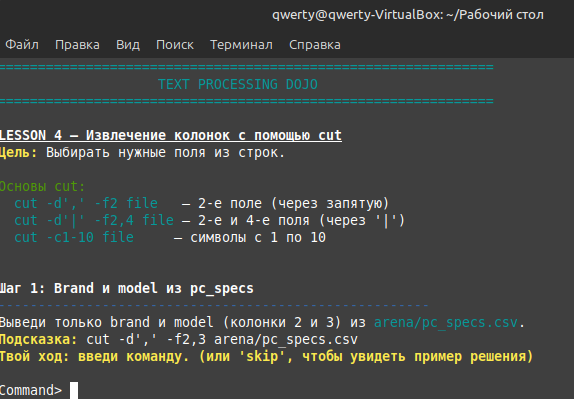 qwerty@qwerty-VirtualBox: ~/Рабочий стол
Файл Правка Вид Поиск Терминал Справка
==============================================================
TEXT PROCESSING DOJO
==============================================================
LESSON 4 — Извлечение колонок с помощью cut
Цель: Выбирать нужные поля из строк.
Основы cut:
cut -d',' -f2 file — 2-е поле (через запятую)
cut -d'|' -f2,4 file — 2-е и 4-е поля (через '|')
cut -c1-10 file — символы с 1 по 10
Шаг 1: Brand и model из pc_specs
------------------------------------------------------
Выведи только brand и model (колонки 2 и 3) из arena/pc_specs.csv.
Подсказка: cut -d',' -f2,3 arena/pc_specs.csv
Твой ход: введи команду. (или 'skip', чтобы увидеть пример решения)
Command>